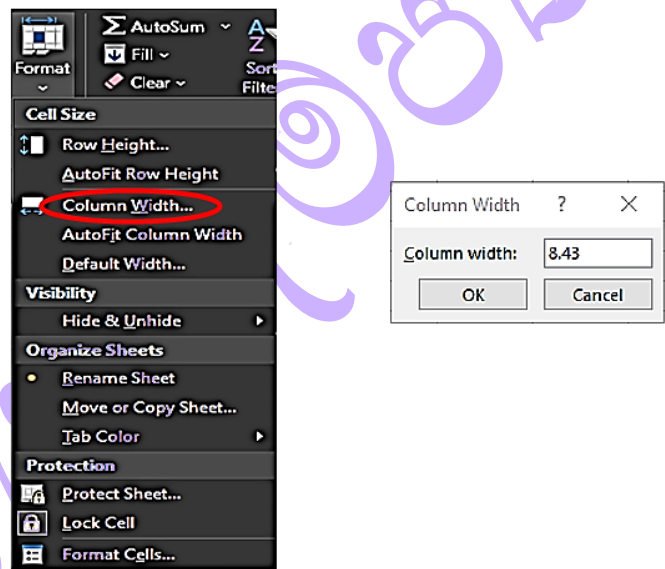 AutoSum
Fill
Clear
Format
Sort
Filte
Cell Size
Row Height...
AutoFit Row Height
Column Width...
AutoFit Column Width
Default Width...
Visibility
Hide & Unhide
Organize Sheets
Rename Sheet
Move or Copy Sheet...
Tab Color
Protection
Protect Sheet...
Lock Cell
Format Cells...
Column Width ? ×
Column width: 8.43
OK Cancel